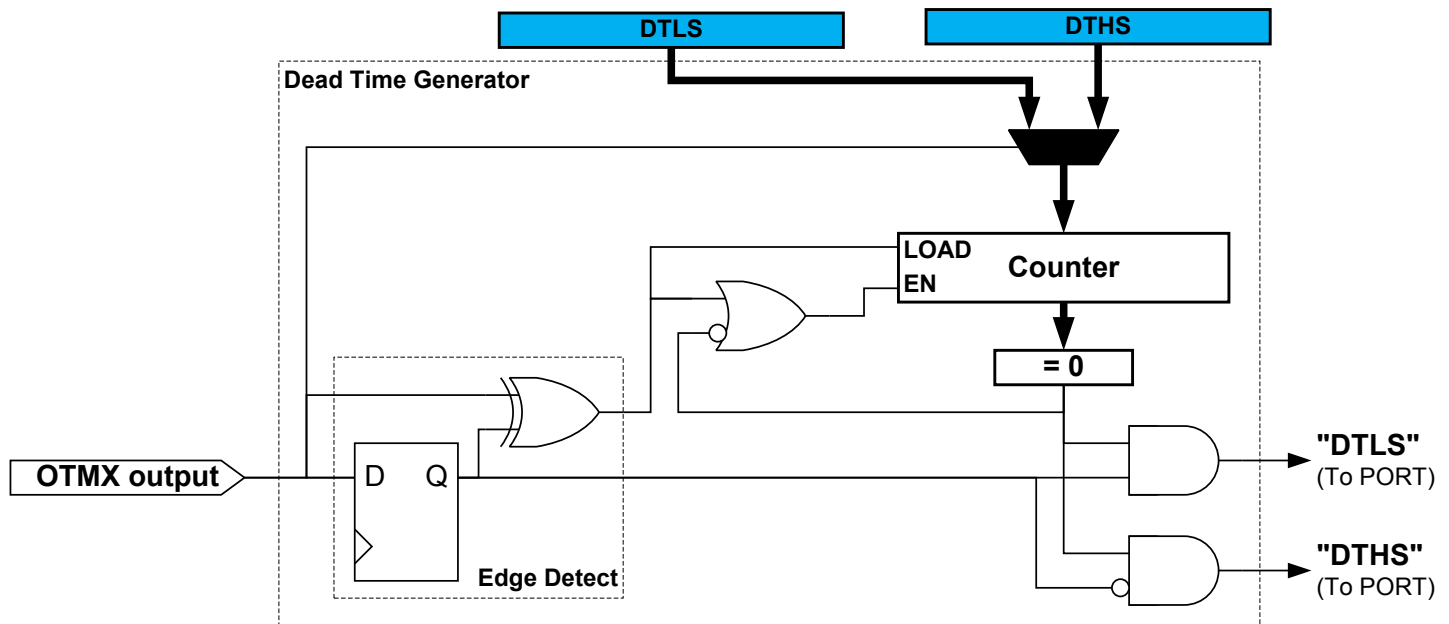 DTLS
DTHS
Dead Time Generator
LOAD
Counter
EN
= 0
OTMX output
D
Q
Edge Detect
"DTLS"
(To PORT)
"DTHS"
(To PORT)